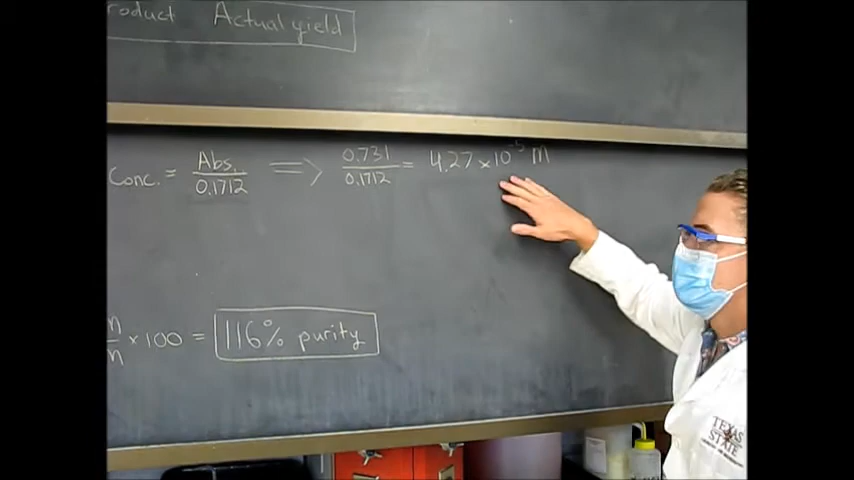 product Actual yield
Conc. = Abs. / 0.1712 => 0.731 / 0.1712 = 4.27 x 10⁻⁵ M
x 100 = 116% purity
TEXAS
STATE